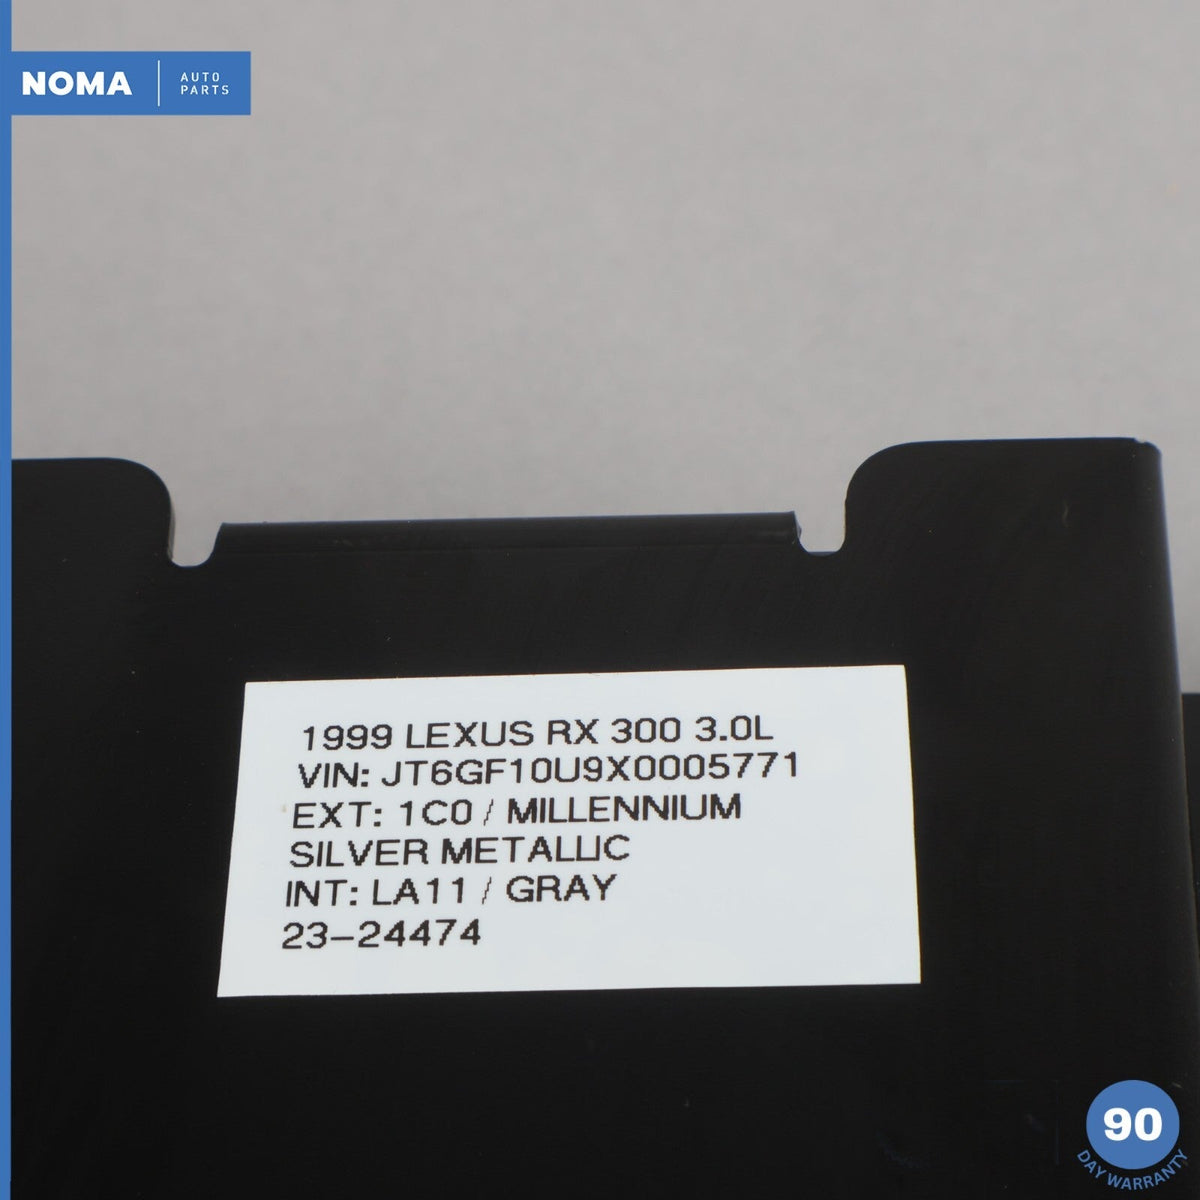 NOMA
AUTO
PARTS
1999 LEXUS RX 300 3.0L
VIN: JT6GF10U9X0005771
EXT: 1C0 / MILLENNIUM
SILVER METALLIC
INT: LA11 / GRAY
23-24474
90
DAY WARRANTY